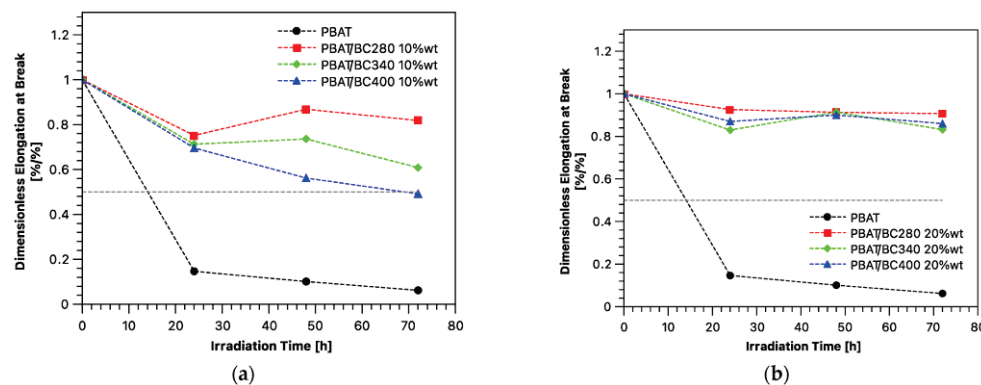 1.2
1
0.8
0.6
0.4
0.2
0
0 10 20 30 40 50 60 70 80
Dimensionless Elongation at Break
[%/%]
Irradiation Time [h]
PBAT
PBAT/BC280 10%wt
PBAT/BC340 10%wt
PBAT/BC400 10%wt
(a)
1.2
1
0.8
0.6
0.4
0.2
0
0 10 20 30 40 50 60 70 80
Dimensionless Elongation at Break
[%/%]
Irradiation Time [h]
PBAT
PBAT/BC280 20%wt
PBAT/BC340 20%wt
PBAT/BC400 20%wt
(b)